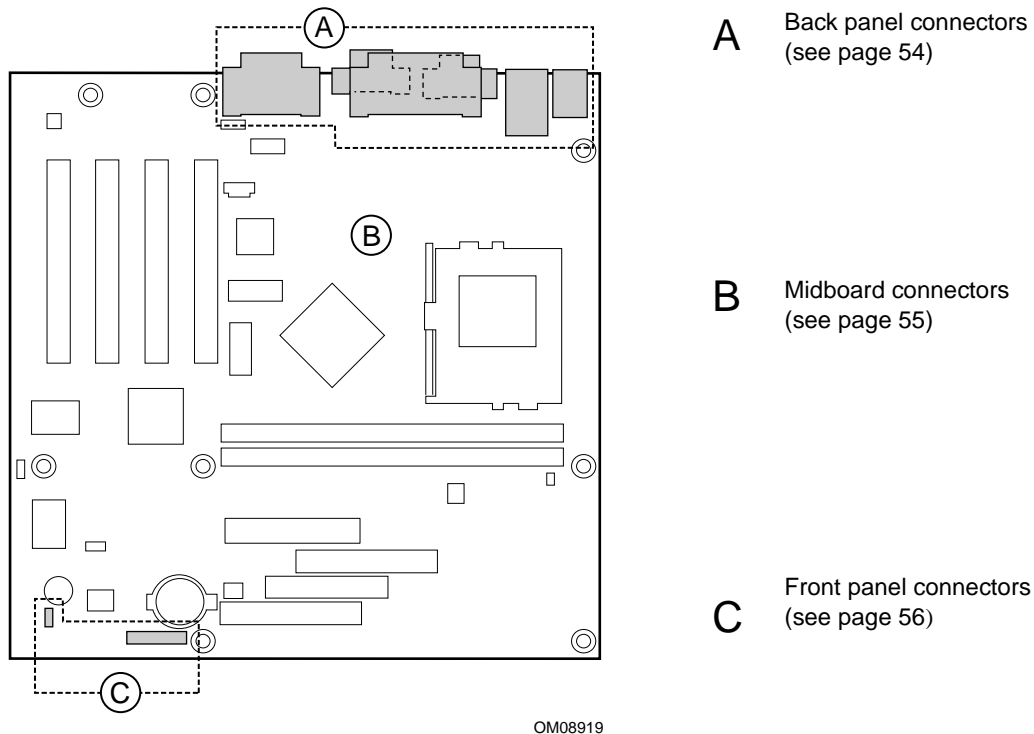 A
B
C
A Back panel connectors
(see page 54)
B Midboard connectors
(see page 55)
C Front panel connectors
(see page 56)
OM08919